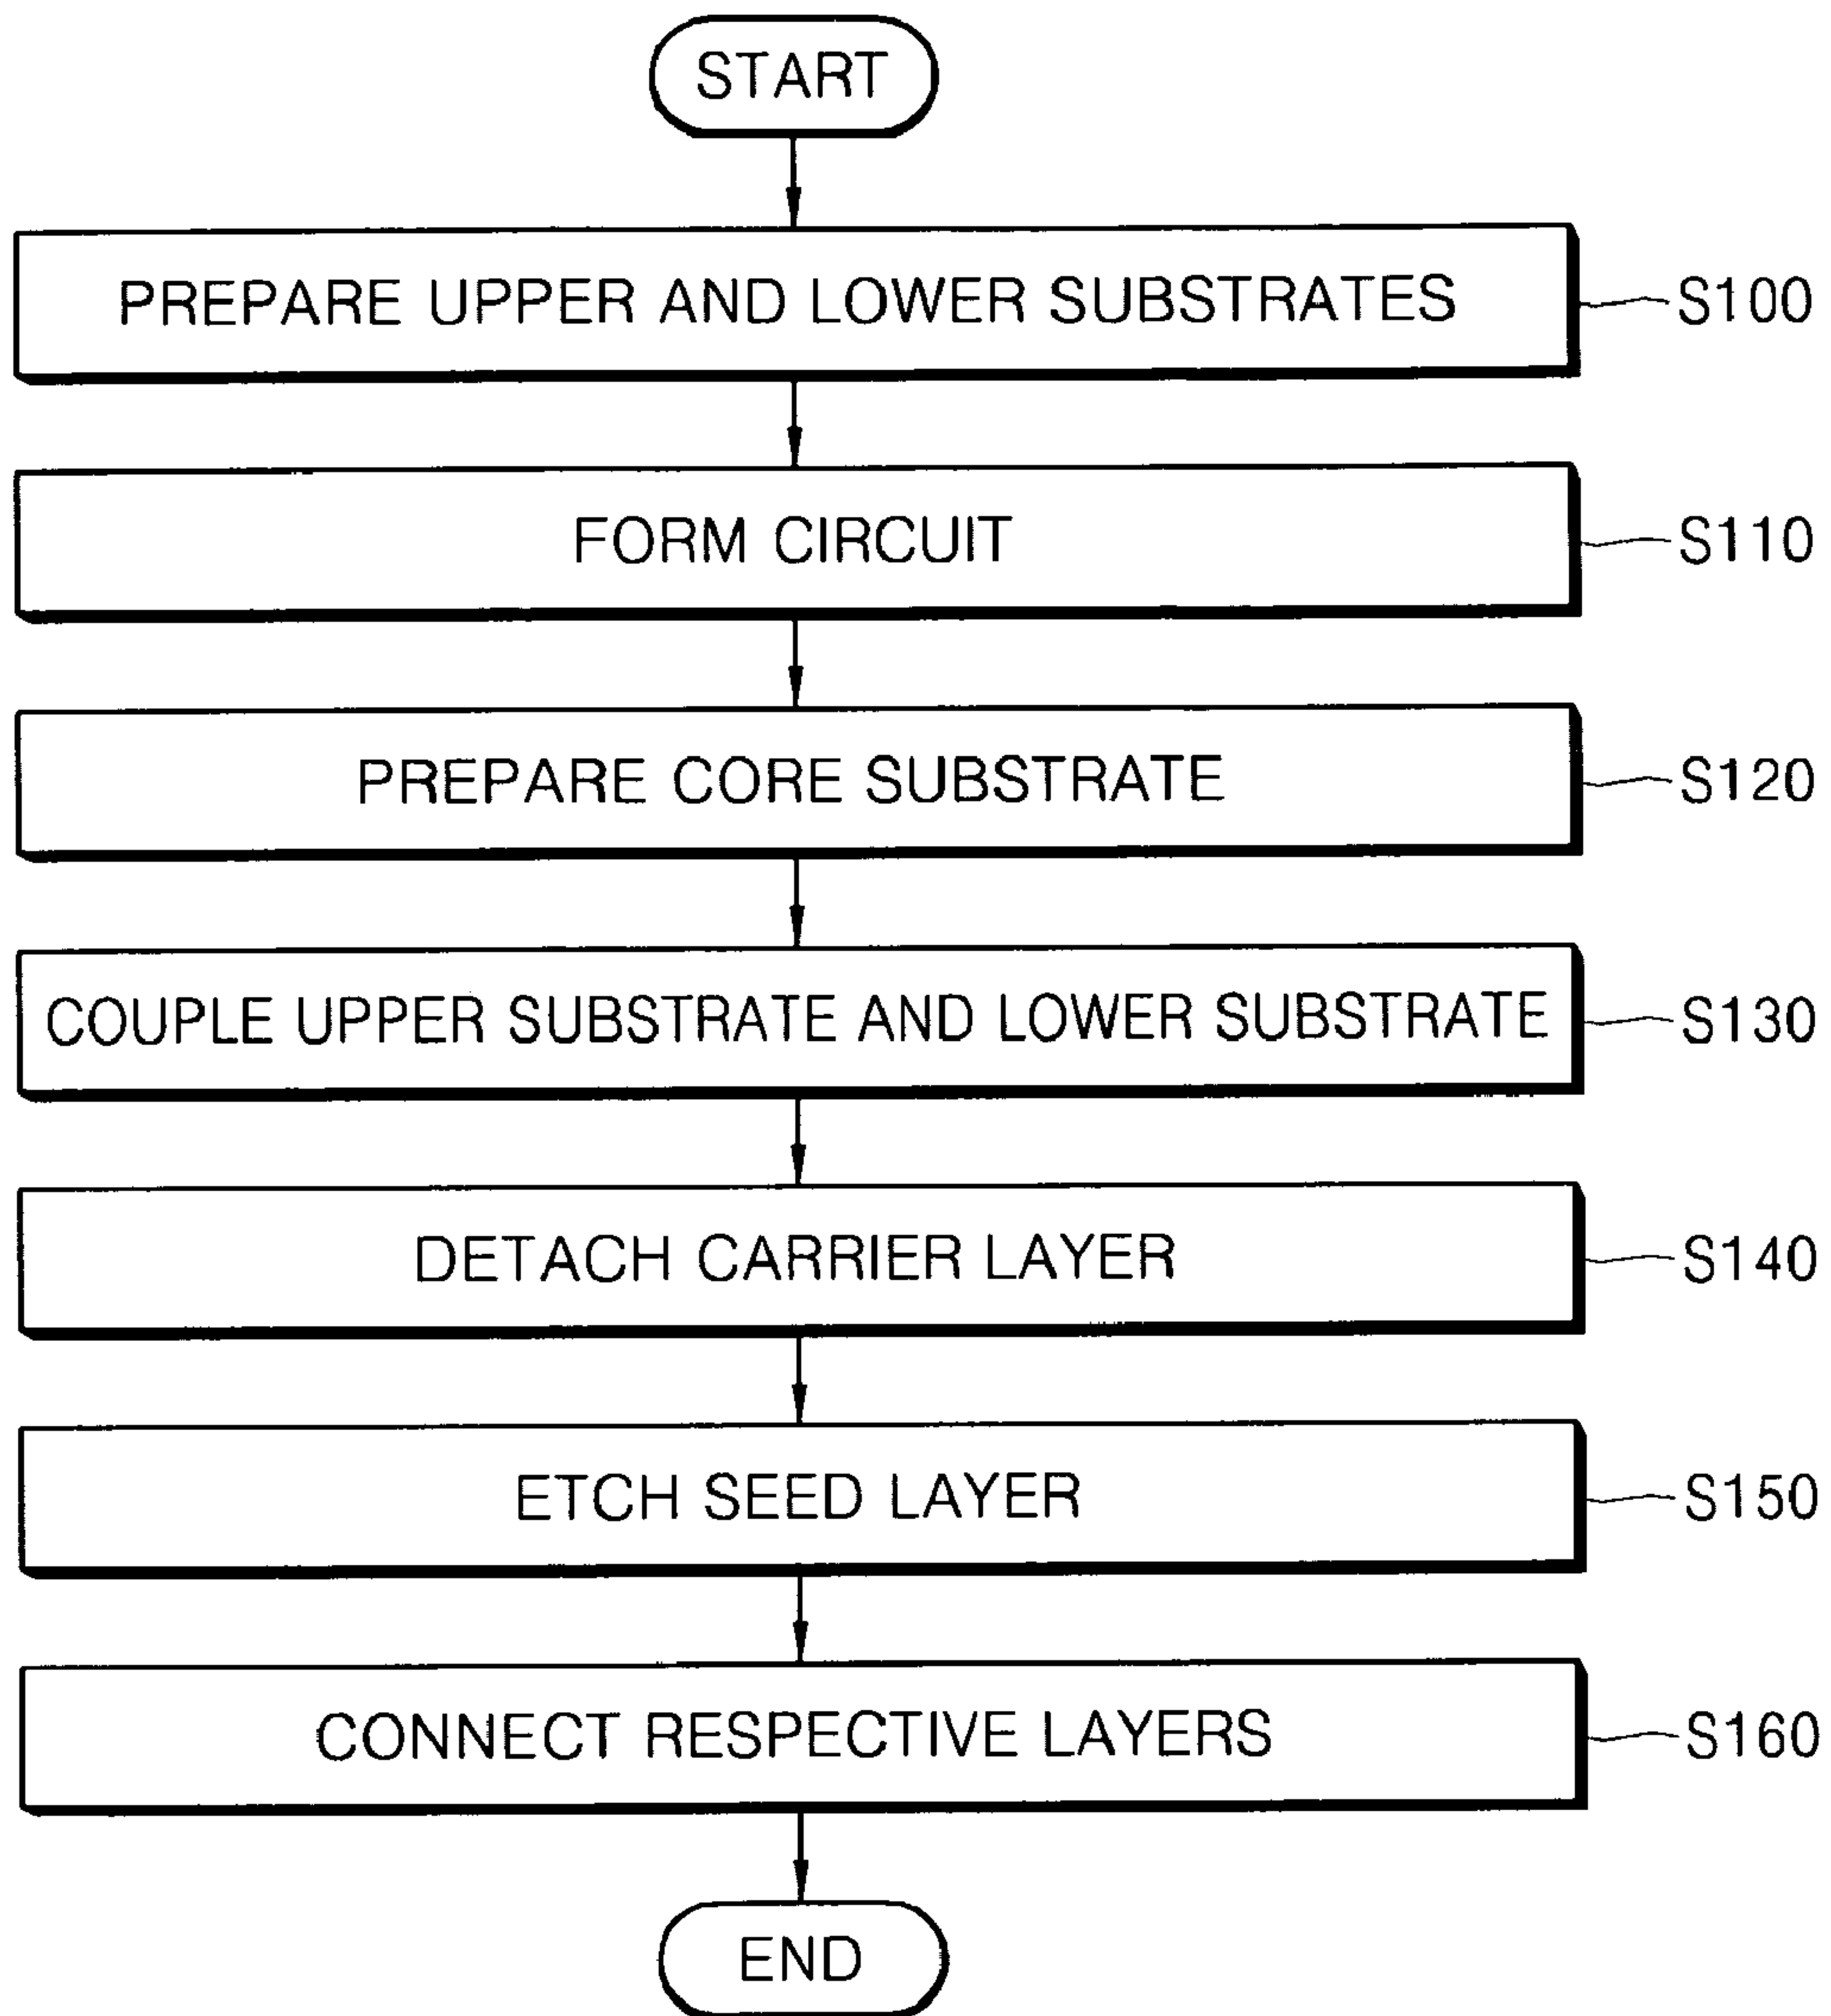 START
PREPARE UPPER AND LOWER SUBSTRATES
S100
FORM CIRCUIT
S110
PREPARE CORE SUBSTRATE
S120
COUPLE UPPER SUBSTRATE AND LOWER SUBSTRATE
S130
DETACH CARRIER LAYER
S140
ETCH SEED LAYER
S150
CONNECT RESPECTIVE LAYERS
S160
END